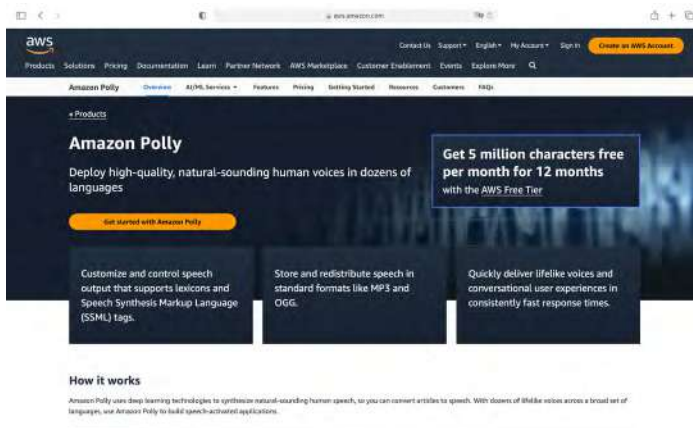 aws.amazon.com
aws
Contact Us Support English My Account Sign In Create an AWS Account
Products Solutions Pricing Documentation Learn Partner Network AWS Marketplace Customer Enablement Events Explore More
Amazon Polly Overview AI/ML Services Features Pricing Getting Started Resources Customers FAQs
« Products
Amazon Polly
Deploy high-quality, natural-sounding human voices in dozens of
languages
Get started with Amazon Polly
Get 5 million characters free
per month for 12 months
with the AWS Free Tier
Customize and control speech
output that supports lexicons and
Speech Synthesis Markup Language
(SSML) tags.
Store and redistribute speech in
standard formats like MP3 and
OGG.
Quickly deliver lifelike voices and
conversational user experiences in
consistently fast response times.
How it works
Amazon Polly uses deep learning technologies to synthesize natural-sounding human speech, so you can convert articles to speech. With dozens of lifelike voices across a broad set of
languages, use Amazon Polly to build speech-activated applications.